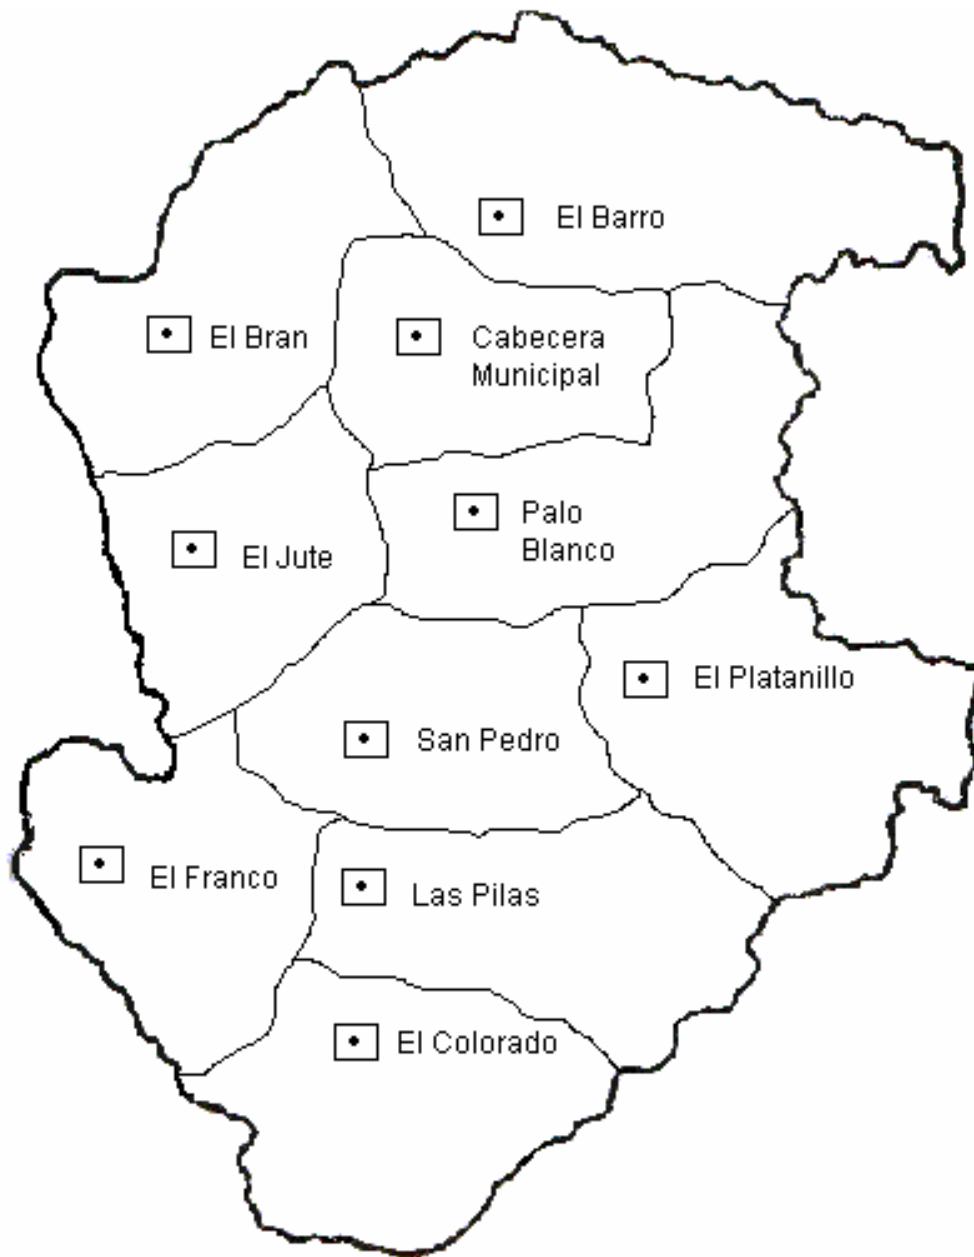 El Barro
El Bran
Cabecera
Municipal
Palo
Blanco
El Jute
El Platanillo
San Pedro
El Franco
Las Pilas
El Colorado